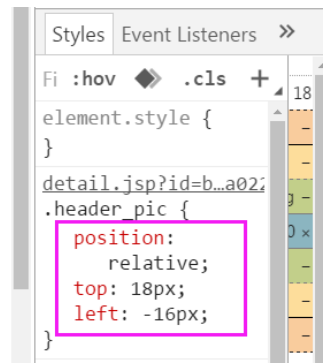 Styles Event Listeners »
Fi :hov .cls +
18
element.style {
}
detail.jsp?id=b…a022
.header_pic {
position:
relative;
top: 18px;
left: -16px;
}